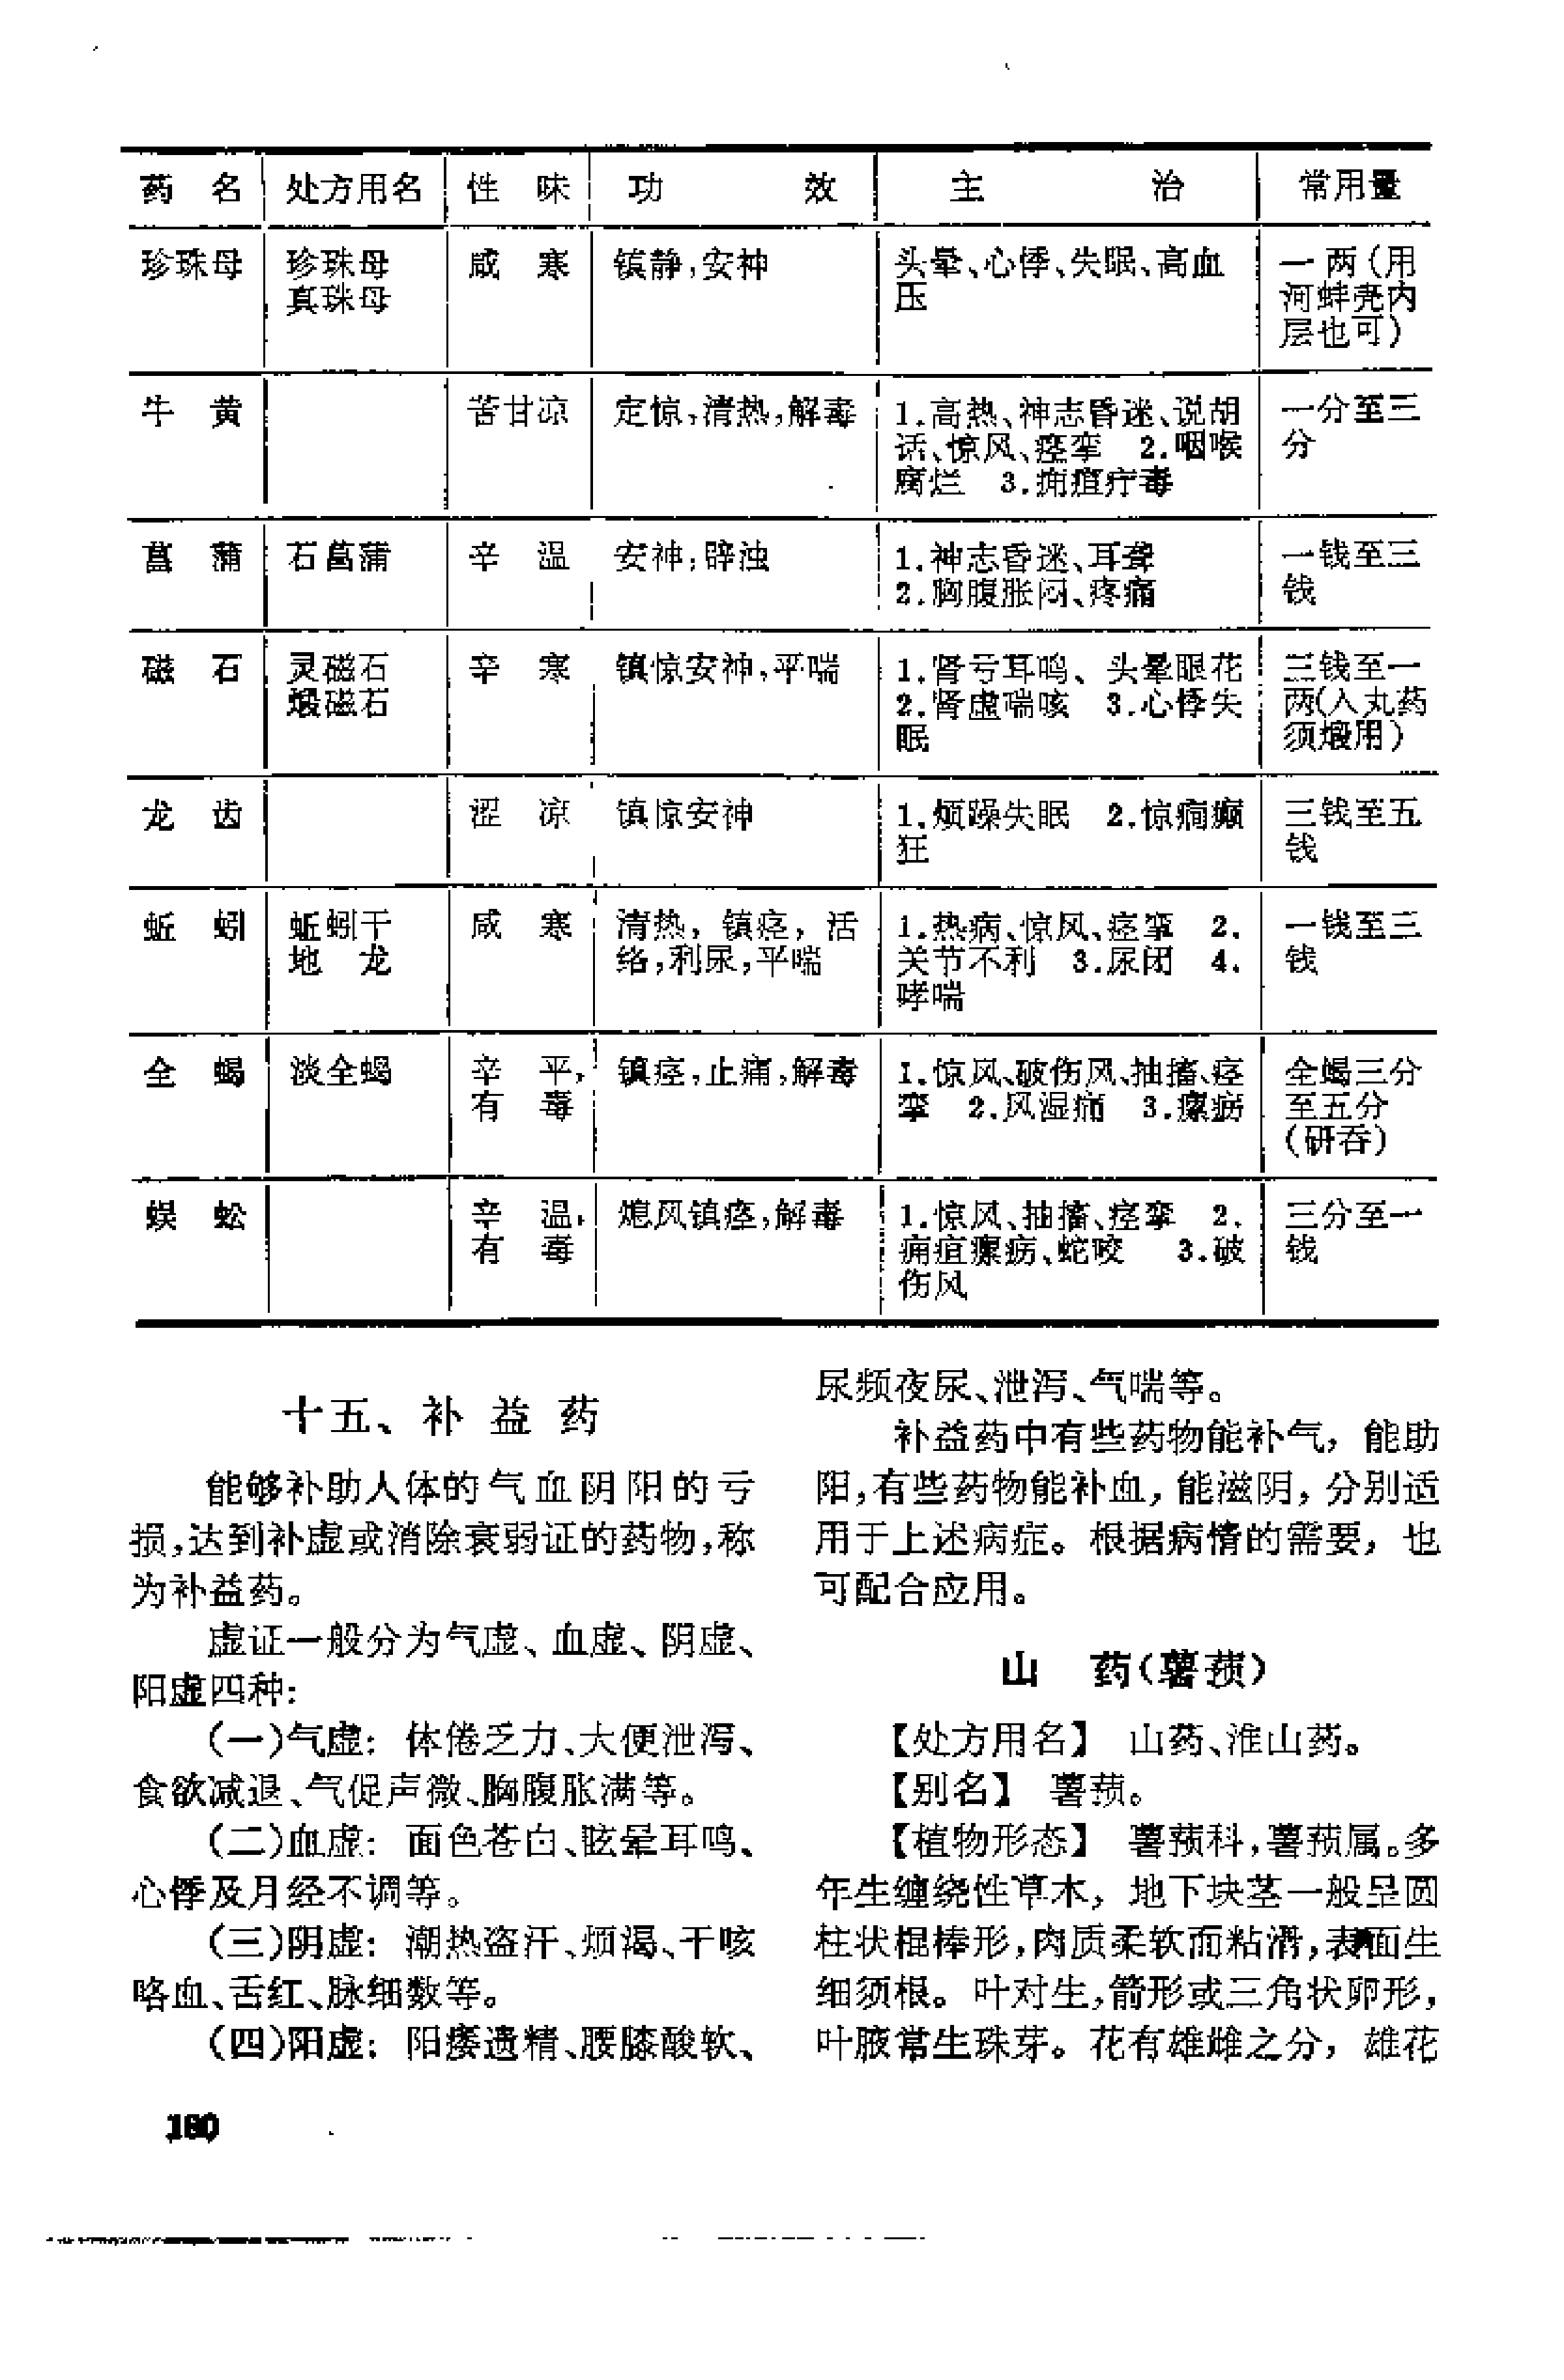 药 名 处方用名 性 味 功 效 主 治 常用量
珍珠母 珍珠母 咸 寒 镇静,安神 头晕、心悸、失眠、高血 一两(用
真珠母 压 河蚌壳内
层也可)
牛 黄 苦甘凉 定惊,清热,解毒 1.高热、神志昏迷、说胡 一分至三
话、惊风、痉挛 2.咽喉 分
腐烂 3.痈疽疔毒
菖 蒲 石菖蒲 辛 温 安神,辟浊 1.神志昏迷、耳聋 一钱至三
2.胸腹胀闷、疼痛 钱
磁 石 灵磁石 辛 寒 镇惊安神,平喘 1.肾亏耳鸣、头晕眼花 三钱至一
煅磁石 2.肾虚喘咳 3.心悸失 两(入丸药
眠 须煅用)
龙 齿 涩 凉 镇惊安神 1.烦躁失眠 2.惊痫癫 三钱至五
狂 钱
蚯 蚓 蚯蚓干 咸 寒 清热,镇痉,活 1.热病、惊风、痉挛 2. 一钱至三
地 龙 络,利尿,平喘 关节不利 3.尿闭 4. 钱
哮喘
全 蝎 淡全蝎 辛 平, 镇痉,止痛,解毒 1.惊风、破伤风、抽搐、痉 全蝎三分
有 毒 挛 2.风湿痛 3.瘰疬 至五分
(研吞)
蜈 蚣 辛 温, 熄风镇痉,解毒 1.惊风、抽搐、痉挛 2. 三分至一
有 毒 痈疽瘰疬、蛇咬 3.破 钱
伤风
十五、补 益 药
能够补助人体的气血阴阳的亏
损,达到补虚或消除衰弱证的药物,称
为补益药。
虚证一般分为气虚、血虚、阴虚、
阳虚四种:
(一)气虚: 体倦乏力、大便泄泻、
食欲减退、气促声微、胸腹胀满等。
(二)血虚: 面色苍白、眩晕耳鸣、
心悸及月经不调等。
(三)阴虚: 潮热盗汗、烦渴、干咳
咯血、舌红、脉细数等。
(四)阳虚: 阳痿遗精、腰膝酸软、
尿频夜尿、泄泻、气喘等。
补益药中有些药物能补气,能助
阳,有些药物能补血,能滋阴,分别适
用于上述病症。根据病情的需要,也
可配合应用。
山 药(薯蓣)
【处方用名】 山药、淮山药。
【别名】 薯蓣。
【植物形态】 薯蓣科,薯蓣属。多
年生缠绕性草木,地下块茎一般呈圆
柱状棍棒形,肉质柔软而粘滑,表面生
细须根。叶对生,箭形或三角状卵形,
叶腋常生珠芽。花有雄雌之分,雄花
180